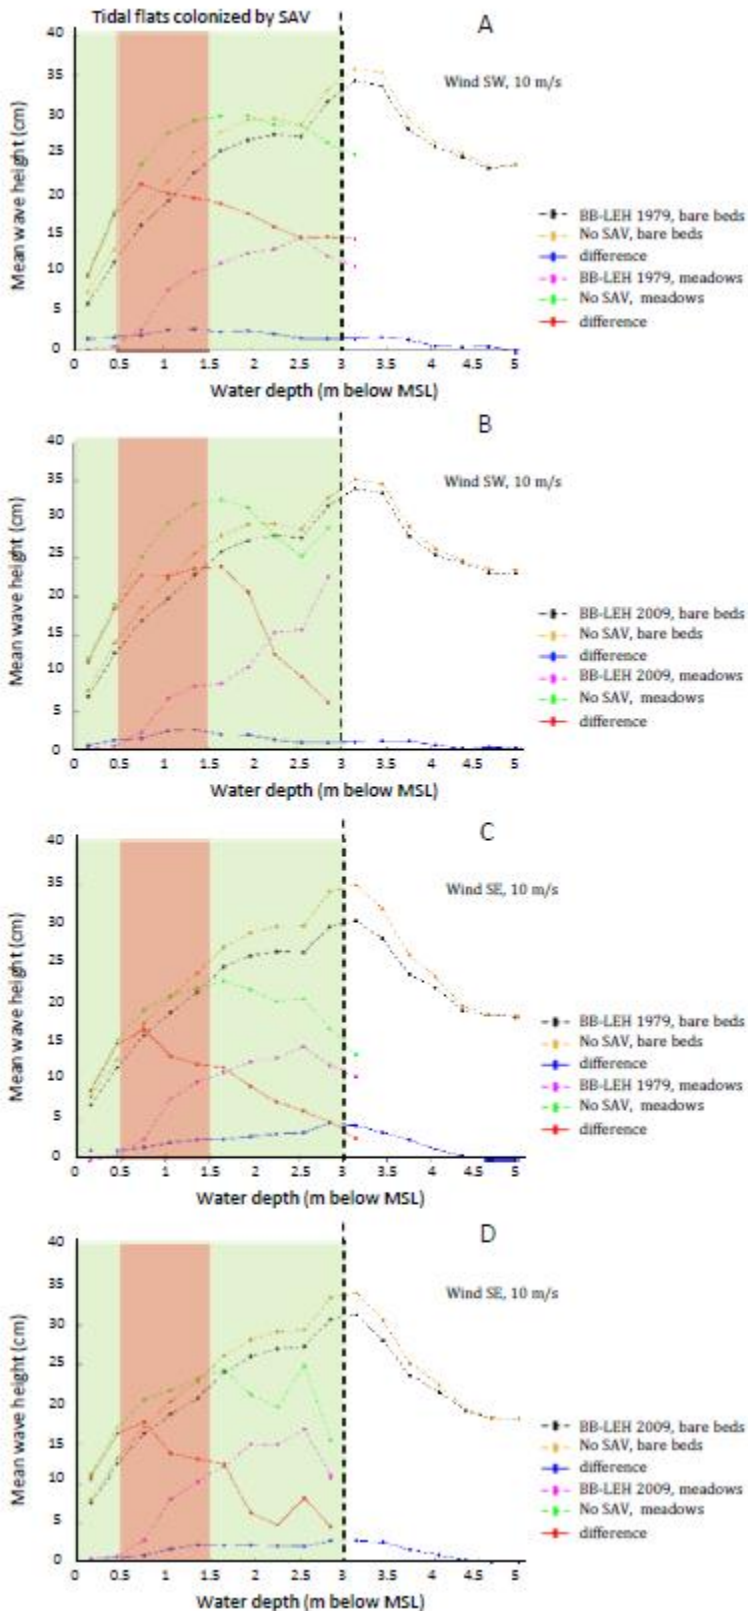 Tidal flats colonized by SAV
A
40
35
30
25
20
15
10
5
0
Mean wave height (cm)
Wind SW, 10 m/s
BB-LEH 1979, bare beds
No SAV, bare beds
difference
BB-LEH 1979, meadows
No SAV, meadows
difference
0 0.5 1 1.5 2 2.5 3 3.5 4 4.5 5
Water depth (m below MSL)
B
40
35
30
25
20
15
10
5
0
Mean wave height (cm)
Wind SW, 10 m/s
BB-LEH 2009, bare beds
No SAV, bare beds
difference
BB-LEH 2009, meadows
No SAV, meadows
difference
0 0.5 1 1.5 2 2.5 3 3.5 4 4.5 5
Water depth (m below MSL)
C
40
35
30
25
20
15
10
5
0
Mean wave height (cm)
Wind SE, 10 m/s
BB-LEH 1979, bare beds
No SAV, bare beds
difference
BB-LEH 1979, meadows
No SAV, meadows
difference
0 0.5 1 1.5 2 2.5 3 3.5 4 4.5 5
Water depth (m below MSL)
D
40
35
30
25
20
15
10
5
0
Mean wave height (cm)
Wind SE, 10 m/s
BB-LEH 2009, bare beds
No SAV, bare beds
difference
BB-LEH 2009, meadows
No SAV, meadows
difference
0 0.5 1 1.5 2 2.5 3 3.5 4 4.5 5
Water depth (m below MSL)